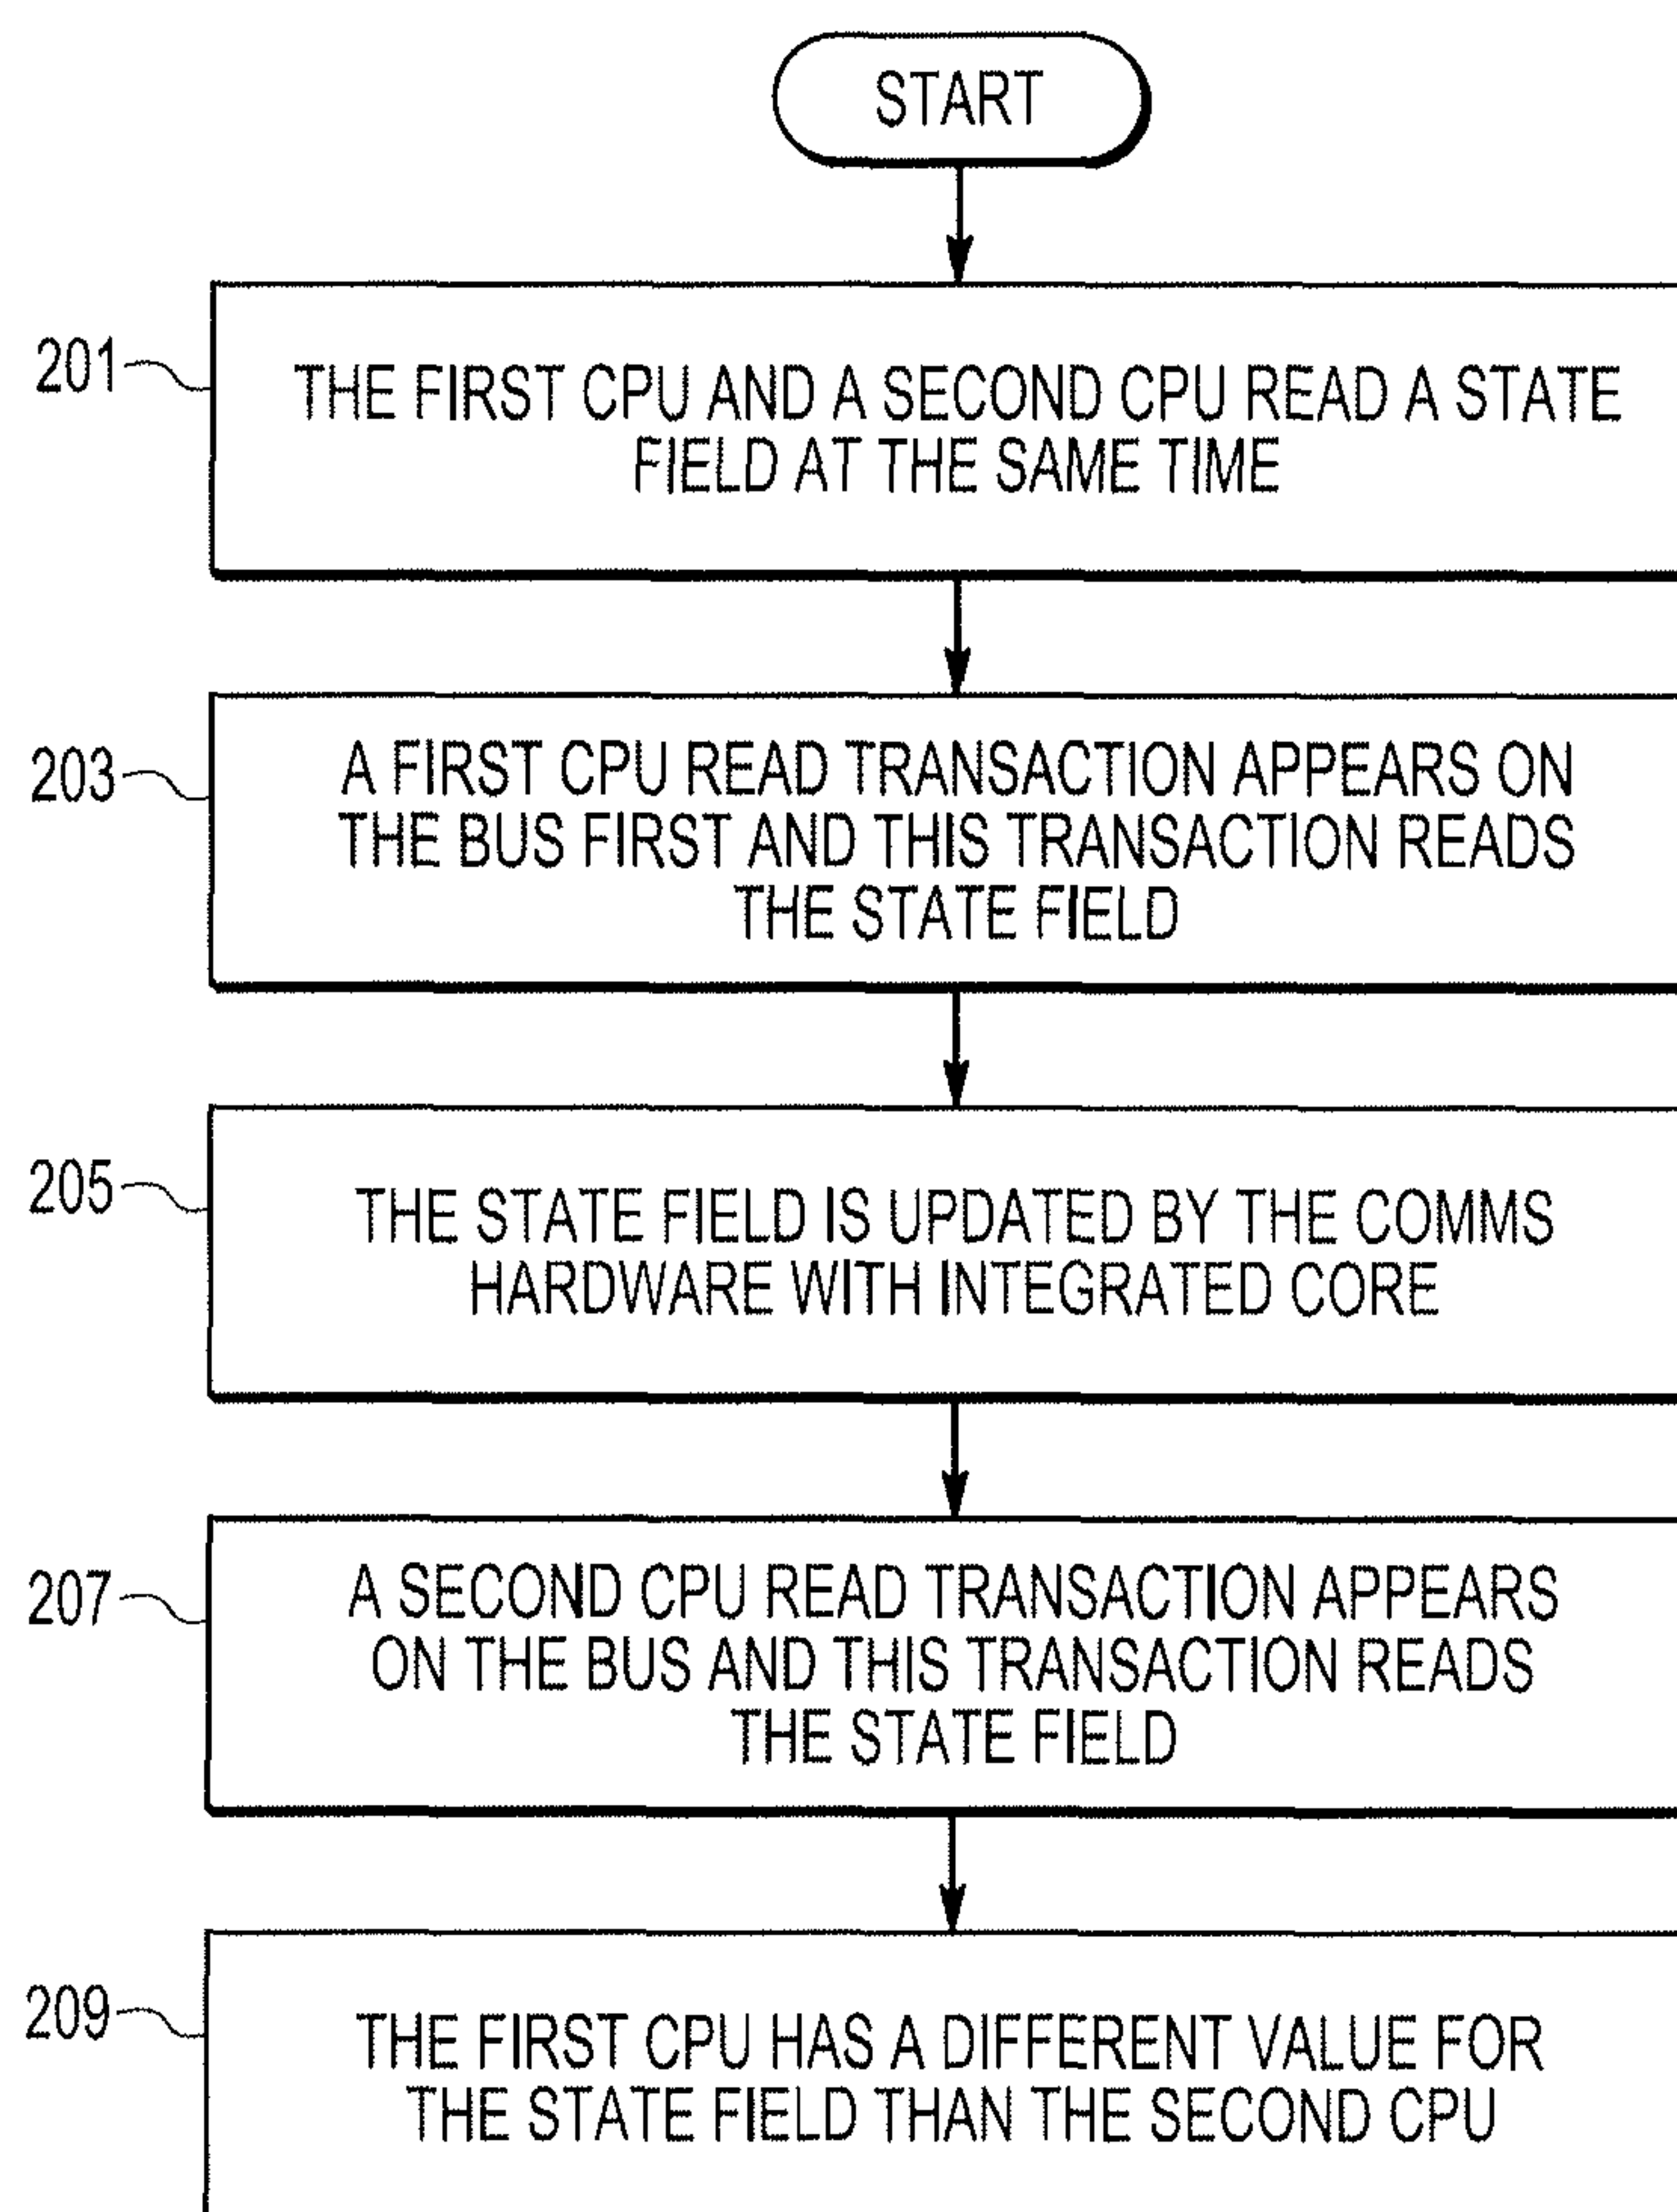 START
201
THE FIRST CPU AND A SECOND CPU READ A STATE
FIELD AT THE SAME TIME
203
A FIRST CPU READ TRANSACTION APPEARS ON
THE BUS FIRST AND THIS TRANSACTION READS
THE STATE FIELD
205
THE STATE FIELD IS UPDATED BY THE COMMS
HARDWARE WITH INTEGRATED CORE
207
A SECOND CPU READ TRANSACTION APPEARS
ON THE BUS AND THIS TRANSACTION READS
THE STATE FIELD
209
THE FIRST CPU HAS A DIFFERENT VALUE FOR
THE STATE FIELD THAN THE SECOND CPU